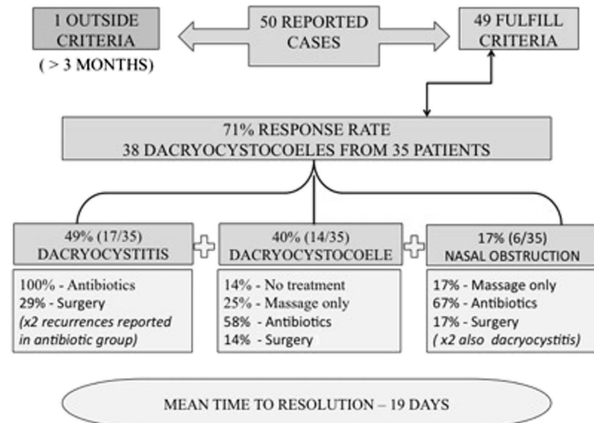 1 OUTSIDE
CRITERIA
( > 3 MONTHS)
50 REPORTED
CASES
49 FULFILL
CRITERIA
71% RESPONSE RATE
38 DACRYOCYSTOCOELES FROM 35 PATIENTS
49% (17/35)
DACRYOCYSTITIS
100% - Antibiotics
29% - Surgery
(x2 recurrences reported
in antibiotic group)
40% (14/35)
DACRYOCYSTOCOELE
14% - No treatment
25% - Massage only
58% - Antibiotics
14% - Surgery
17% (6/35)
NASAL OBSTRUCTION
17% - Massage only
67% - Antibiotics
17% - Surgery
( x2 also dacryocystitis)
MEAN TIME TO RESOLUTION – 19 DAYS